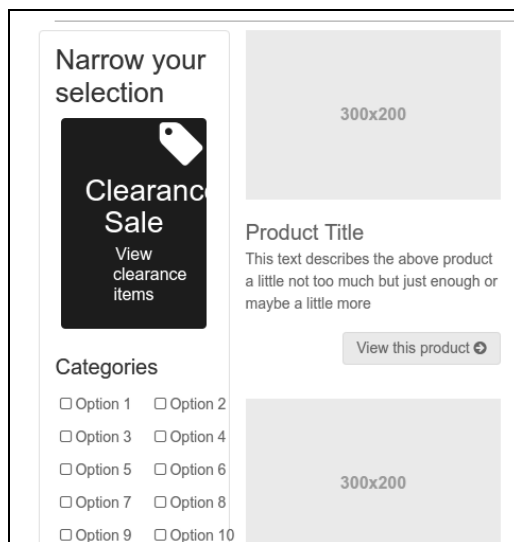 Narrow your
selection
Clearanc
Sale
View
clearance
items
Categories
Option 1
Option 2
Option 3
Option 4
Option 5
Option 6
Option 7
Option 8
Option 9
Option 10
300x200
Product Title
This text describes the above product
a little not too much but just enough or
maybe a little more
View this product
300x200